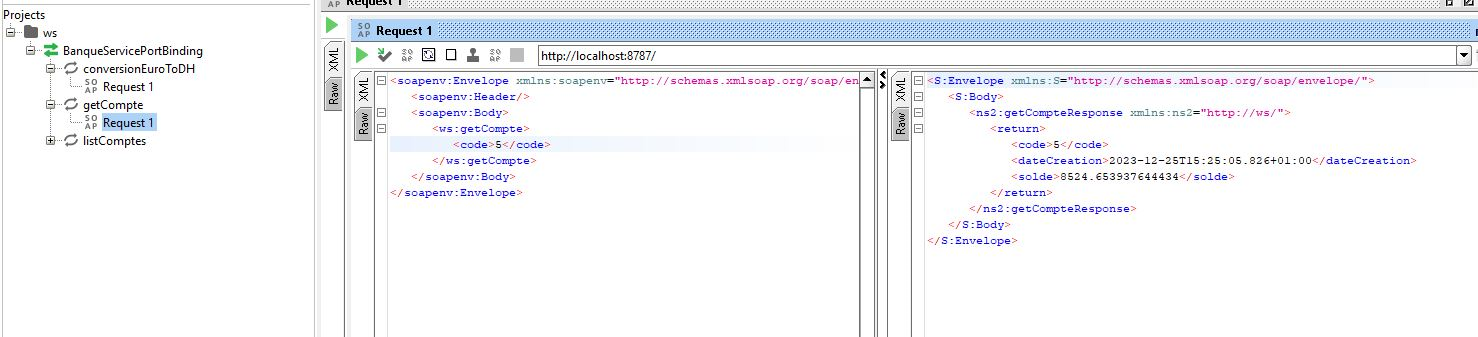 Request 1
Projects
ws
BanqueServicePortBinding
conversionEuroToDH
SO AP Request 1
getCompte
SO AP Request 1
listComptes
XML
Raw
SO AP Request 1
SO AP
http://localhost:8787/
XML
Raw
<soapenv:Envelope xmlns:soapenv="http://schemas.xmlsoap.org/soap/en
<soapenv:Header/>
<soapenv:Body>
<ws:getCompte>
<code>5</code>
</ws:getCompte>
</soapenv:Body>
</soapenv:Envelope>
XML
Raw
<S:Envelope xmlns:S="http://schemas.xmlsoap.org/soap/envelope/">
<S:Body>
<ns2:getCompteResponse xmlns:ns2="http://ws/">
<return>
<code>5</code>
<dateCreation>2023-12-25T15:25:05.826+01:00</dateCreation>
<solde>8524.653937644434</solde>
</return>
</ns2:getCompteResponse>
</S:Body>
</S:Envelope>